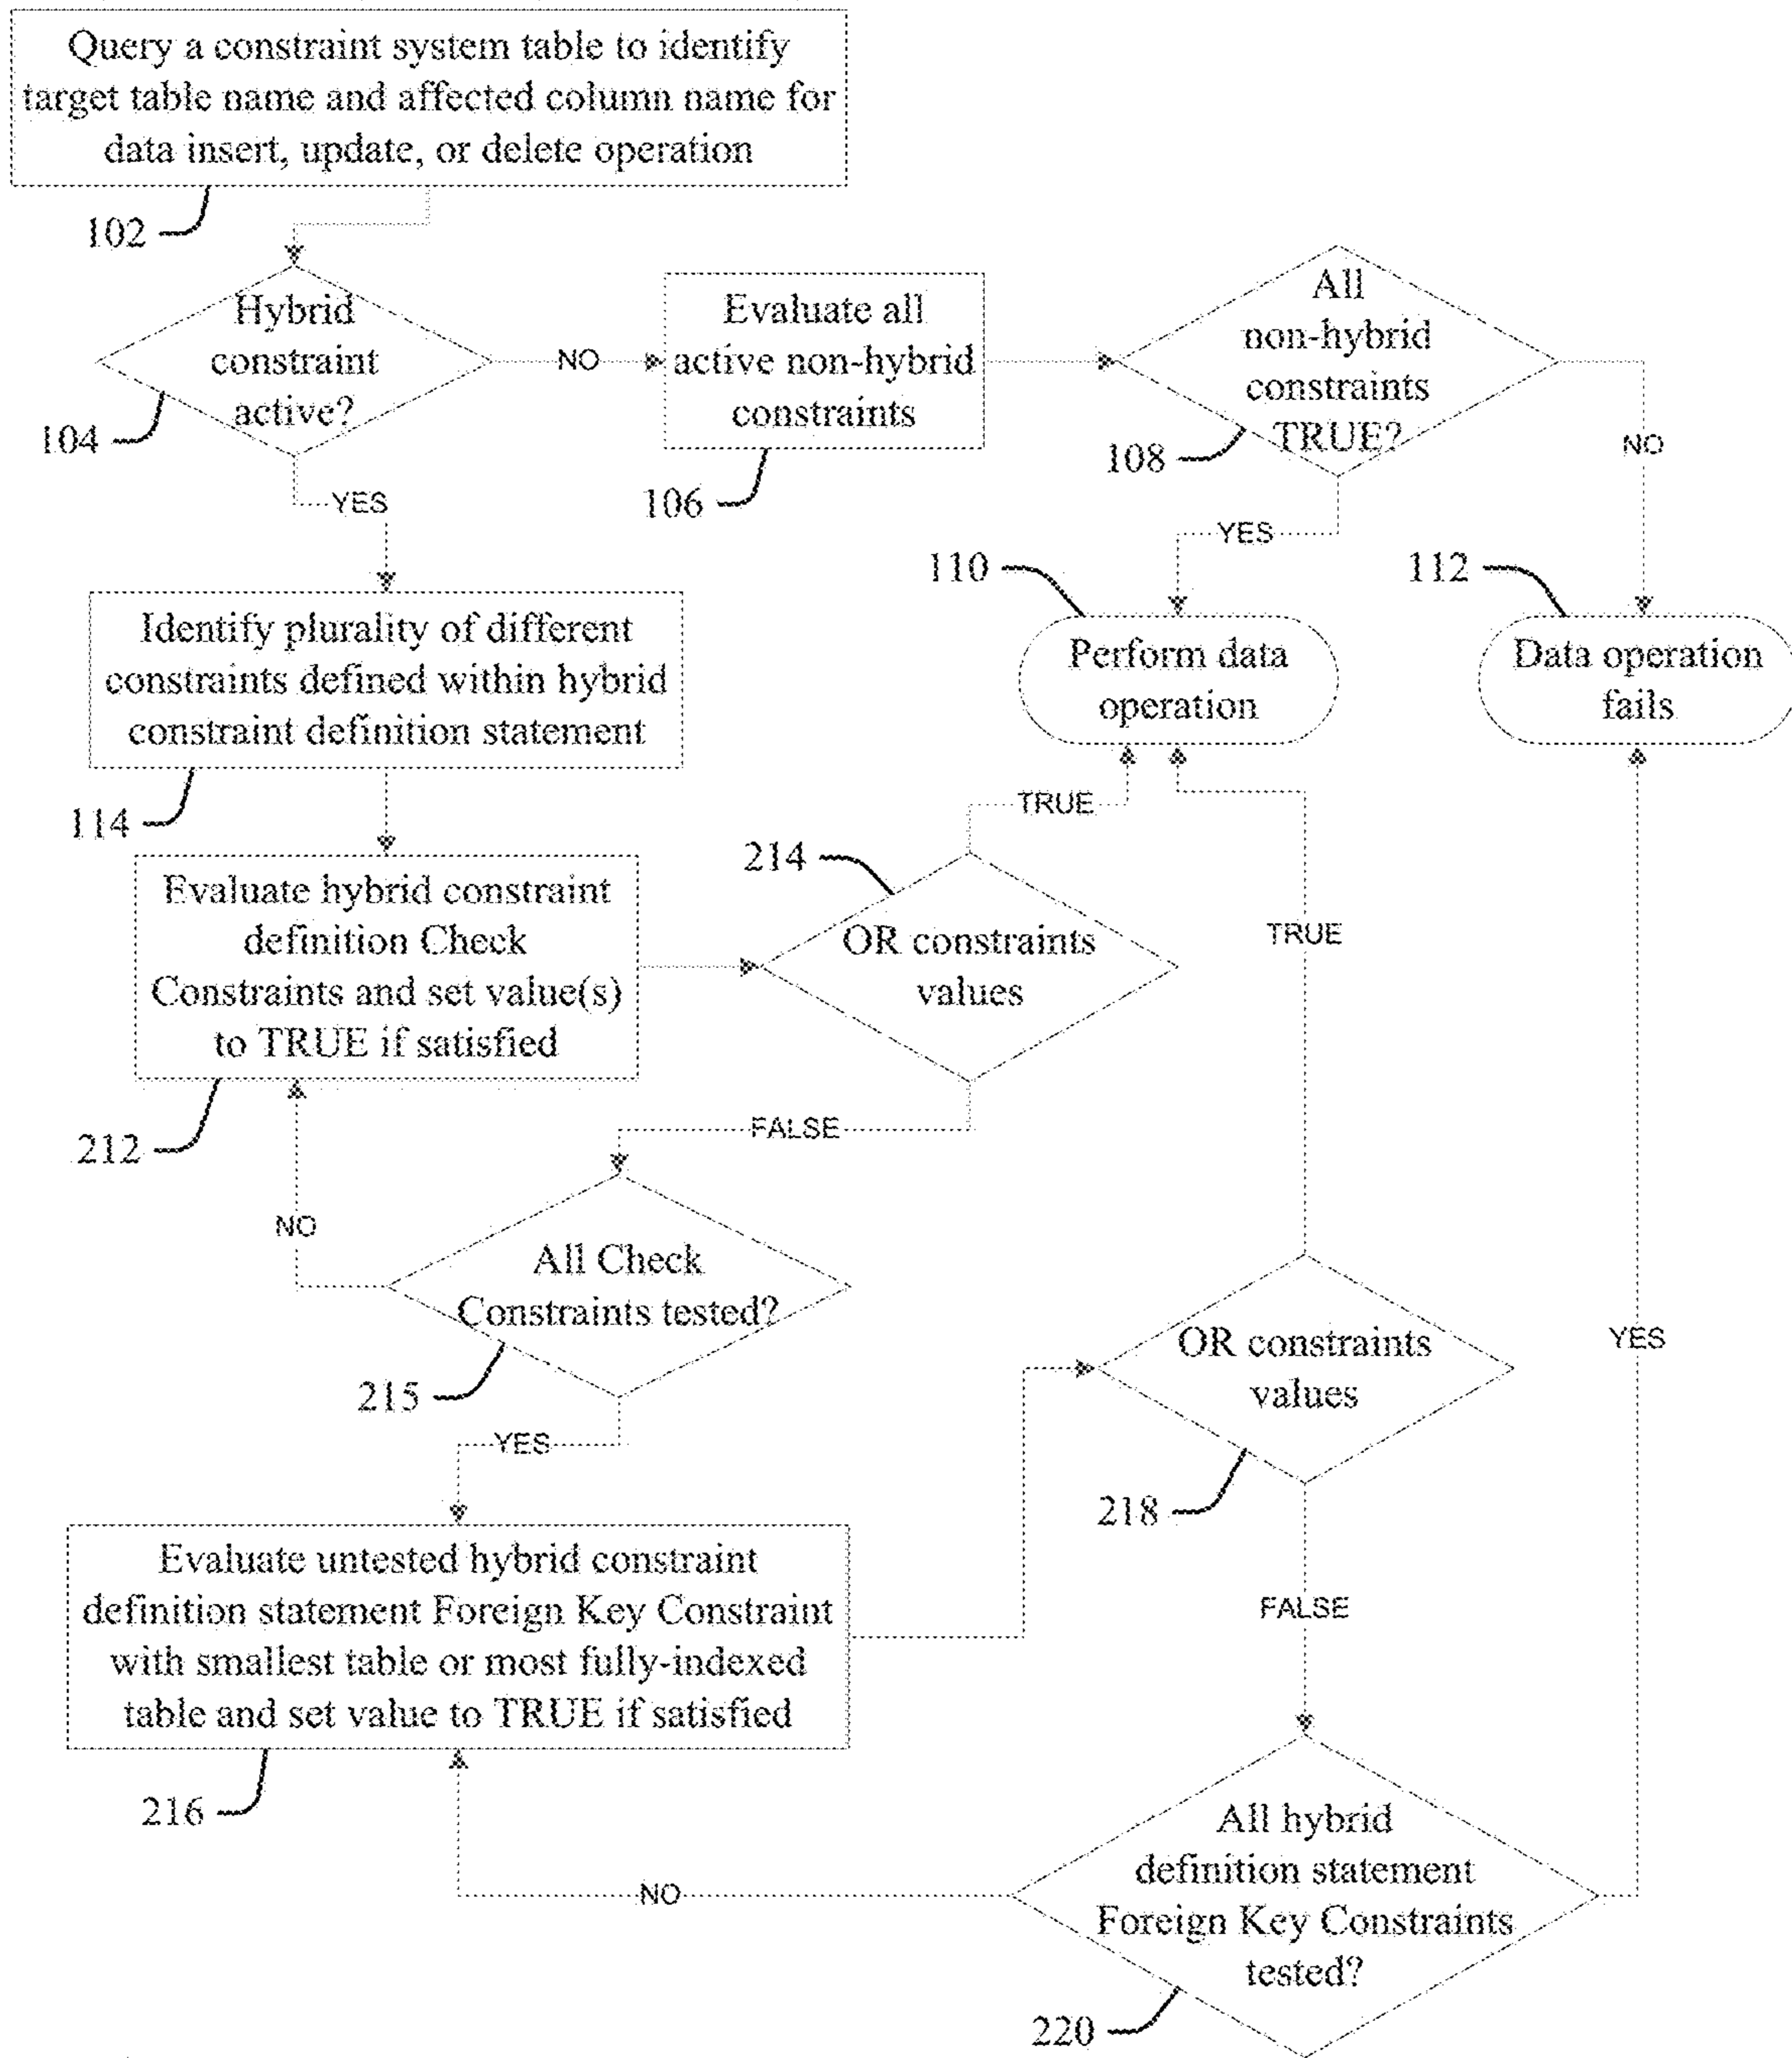 Query a constraint system table to identify
target table name and affected column name for
data insert, update, or delete operation
102
Hybrid
constraint
active?
104
NO
Evaluate all
active non-hybrid
constraints
106
All
non-hybrid
constraints
TRUE?
108
NO
YES
YES
110
112
Identify plurality of different
constraints defined within hybrid
constraint definition statement
114
Perform data
operation
Data operation
fails
TRUE
214
Evaluate hybrid constraint
definition Check
Constraints and set value(s)
to TRUE if satisfied
212
OR constraints
values
TRUE
FALSE
NO
All Check
Constraints tested?
215
OR constraints
values
218
YES
YES
Evaluate untested hybrid constraint
definition statement Foreign Key Constraint
with smallest table or most fully-indexed
table and set value to TRUE if satisfied
216
FALSE
NO
All hybrid
definition statement
Foreign Key Constraints
tested?
220